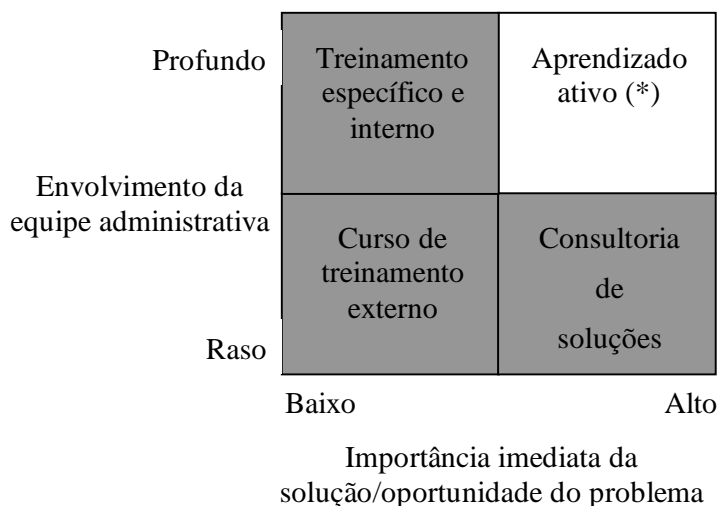 Profundo
Treinamento
específico e
interno
Aprendizado
ativo (*)
Envolvimento da
equipe administrativa
Curso de
treinamento
externo
Consultoria
de
soluções
Raso
Baixo
Alto
Importância imediata da
solução/oportunidade do problema